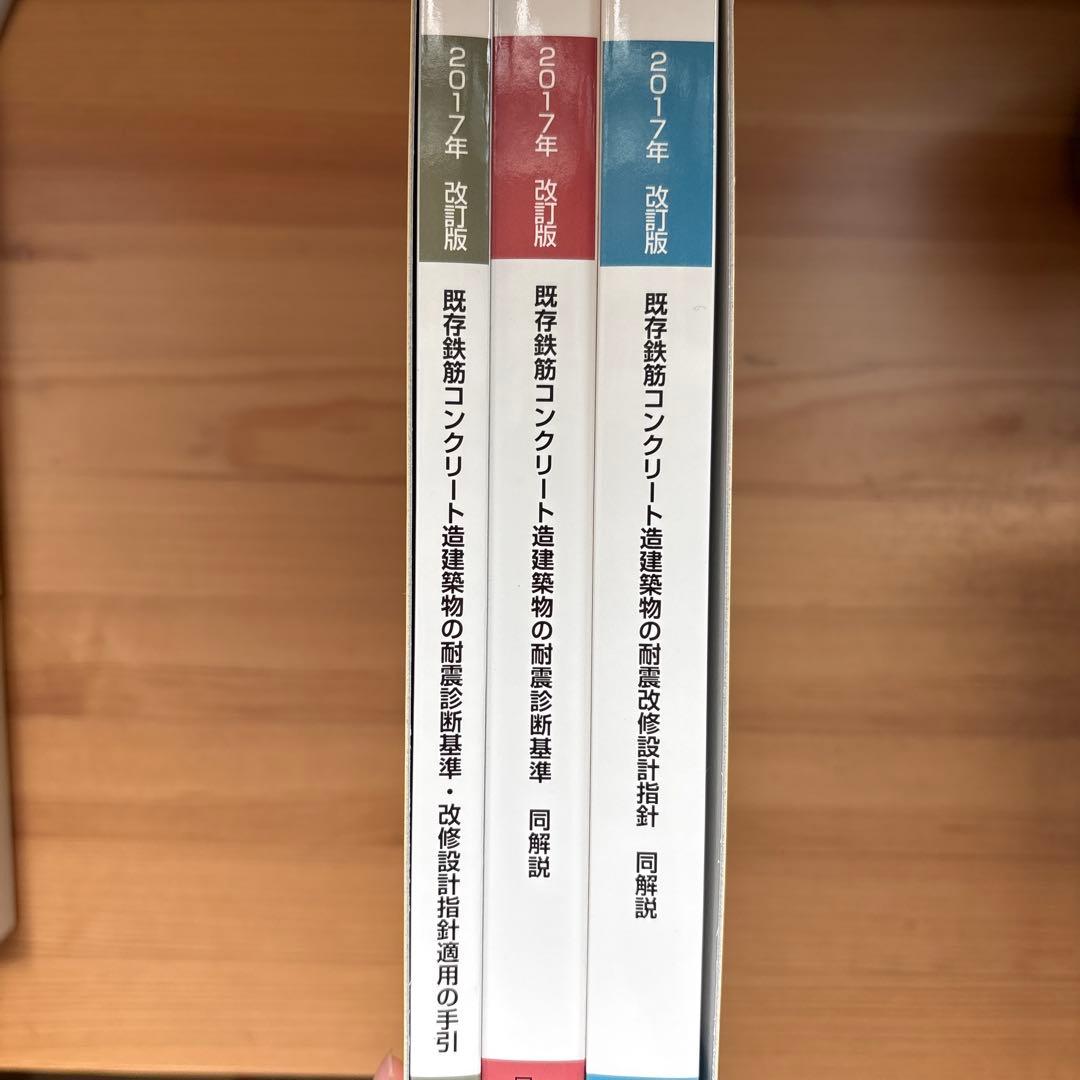 2017年 改訂版
既存鉄筋コンクリート造建築物の耐震改修設計指針 同解説
2017年 改訂版
既存鉄筋コンクリート造建築物の耐震診断基準 同解説
2017年 改訂版
既存鉄筋コンクリート造建築物の耐震診断基準・改修設計指針適用の手引